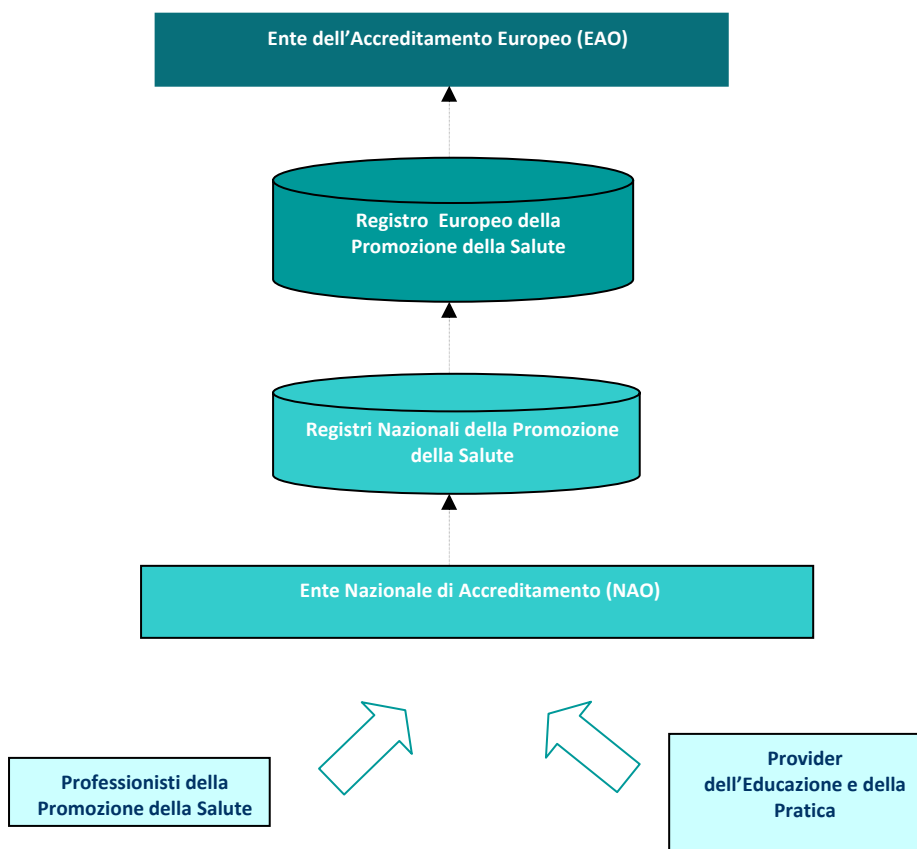 Ente dell'Accreditamento Europeo (EAO)
Registro Europeo della
Promozione della Salute
Registri Nazionali della Promozione
della Salute
Ente Nazionale di Accreditamento (NAO)
Professionisti della
Promozione della Salute
Provider
dell'Educazione e della
Pratica